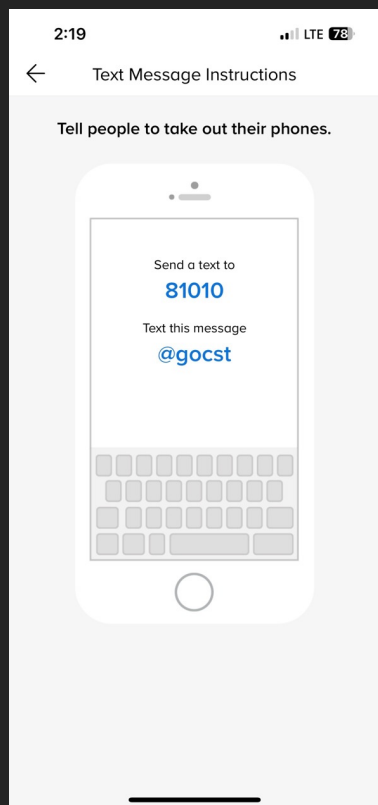 2:19
LTE 78
Text Message Instructions
Tell people to take out their phones.
Send a text to
81010
Text this message
@gocst